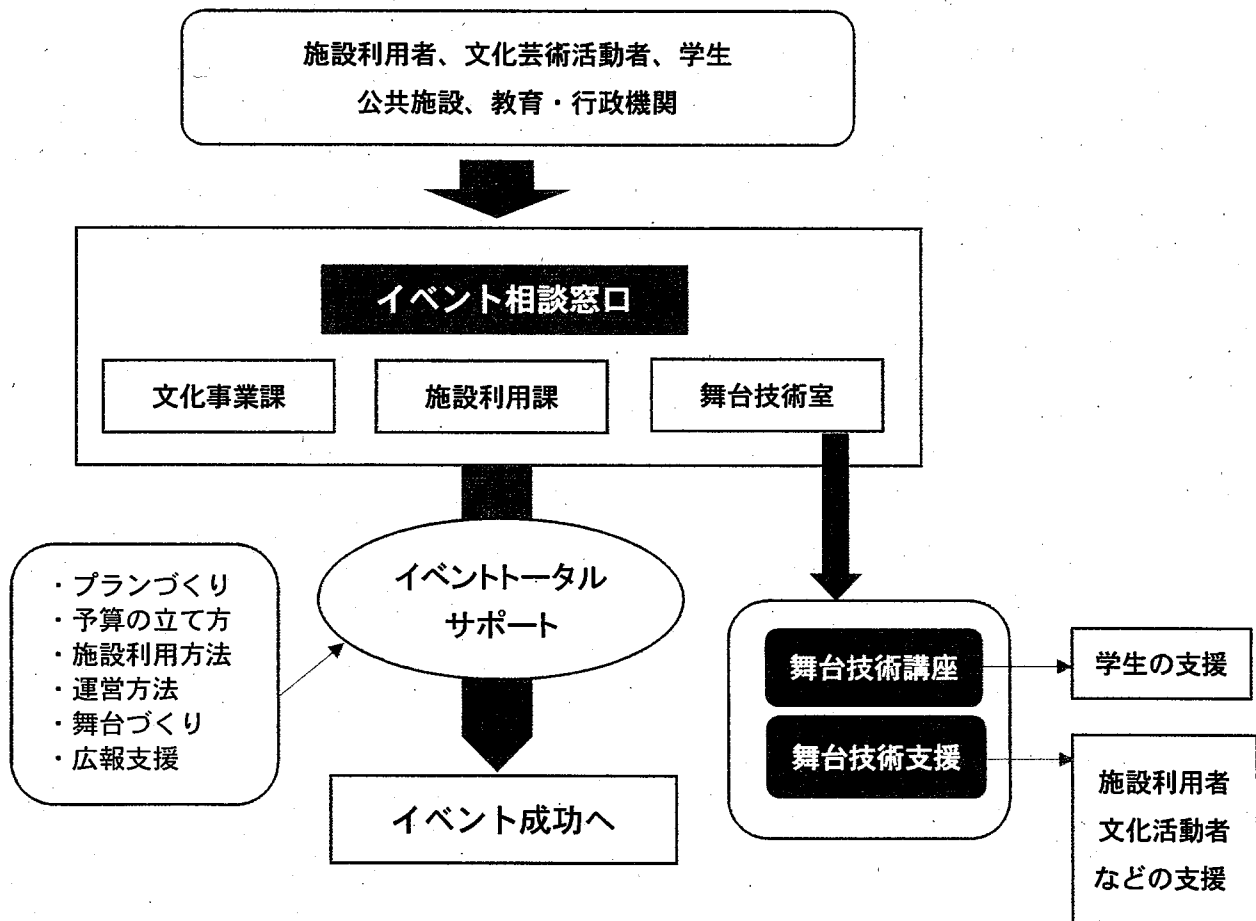 施設利用者、文化芸術活動者、学生
公共施設、教育・行政機関
イベント相談窓口
文化事業課
施設利用課
舞台技術室
・プランづくり
・予算の立て方
・施設利用方法
・運営方法
・舞台づくり
・広報支援
イベントトータル
サポート
イベント成功へ
舞台技術講座
学生の支援
舞台技術支援
施設利用者
文化活動者
などの支援